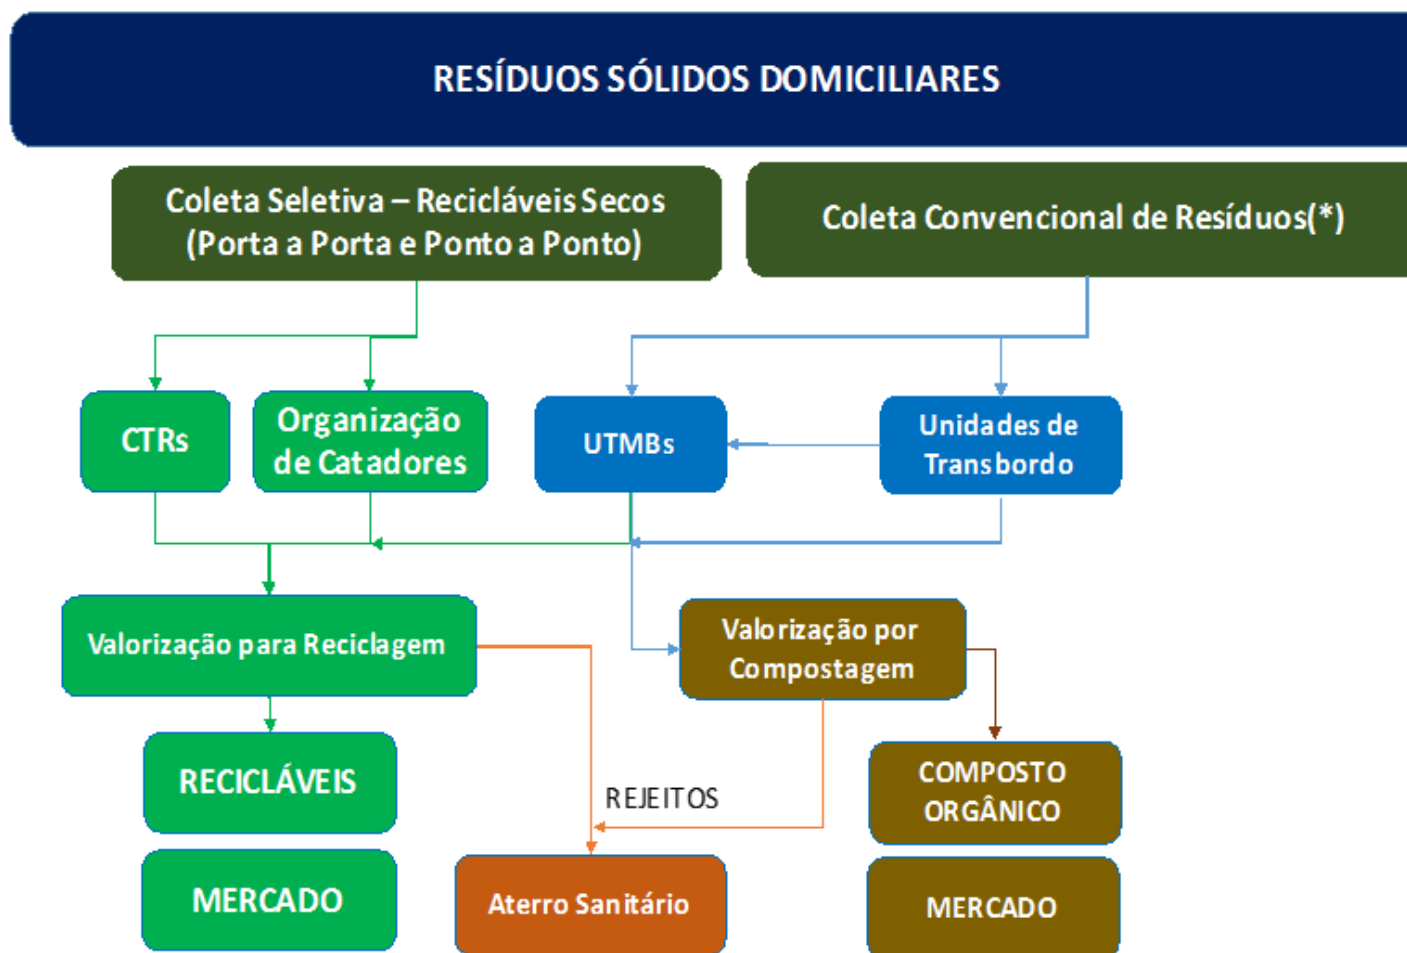 RESÍDUOS SÓLIDOS DOMICILIARES
Coleta Seletiva – Recicláveis Secos
(Porta a Porta e Ponto a Ponto)
Coleta Convencional de Resíduos(*)
CTRs
Organização
de Catadores
UTMBs
Unidades de
Transbordo
Valorização para Reciclagem
Valorização por
Compostagem
RECICLÁVEIS
REJEITOS
COMPOSTO
ORGÂNICO
MERCADO
Aterro Sanitário
MERCADO